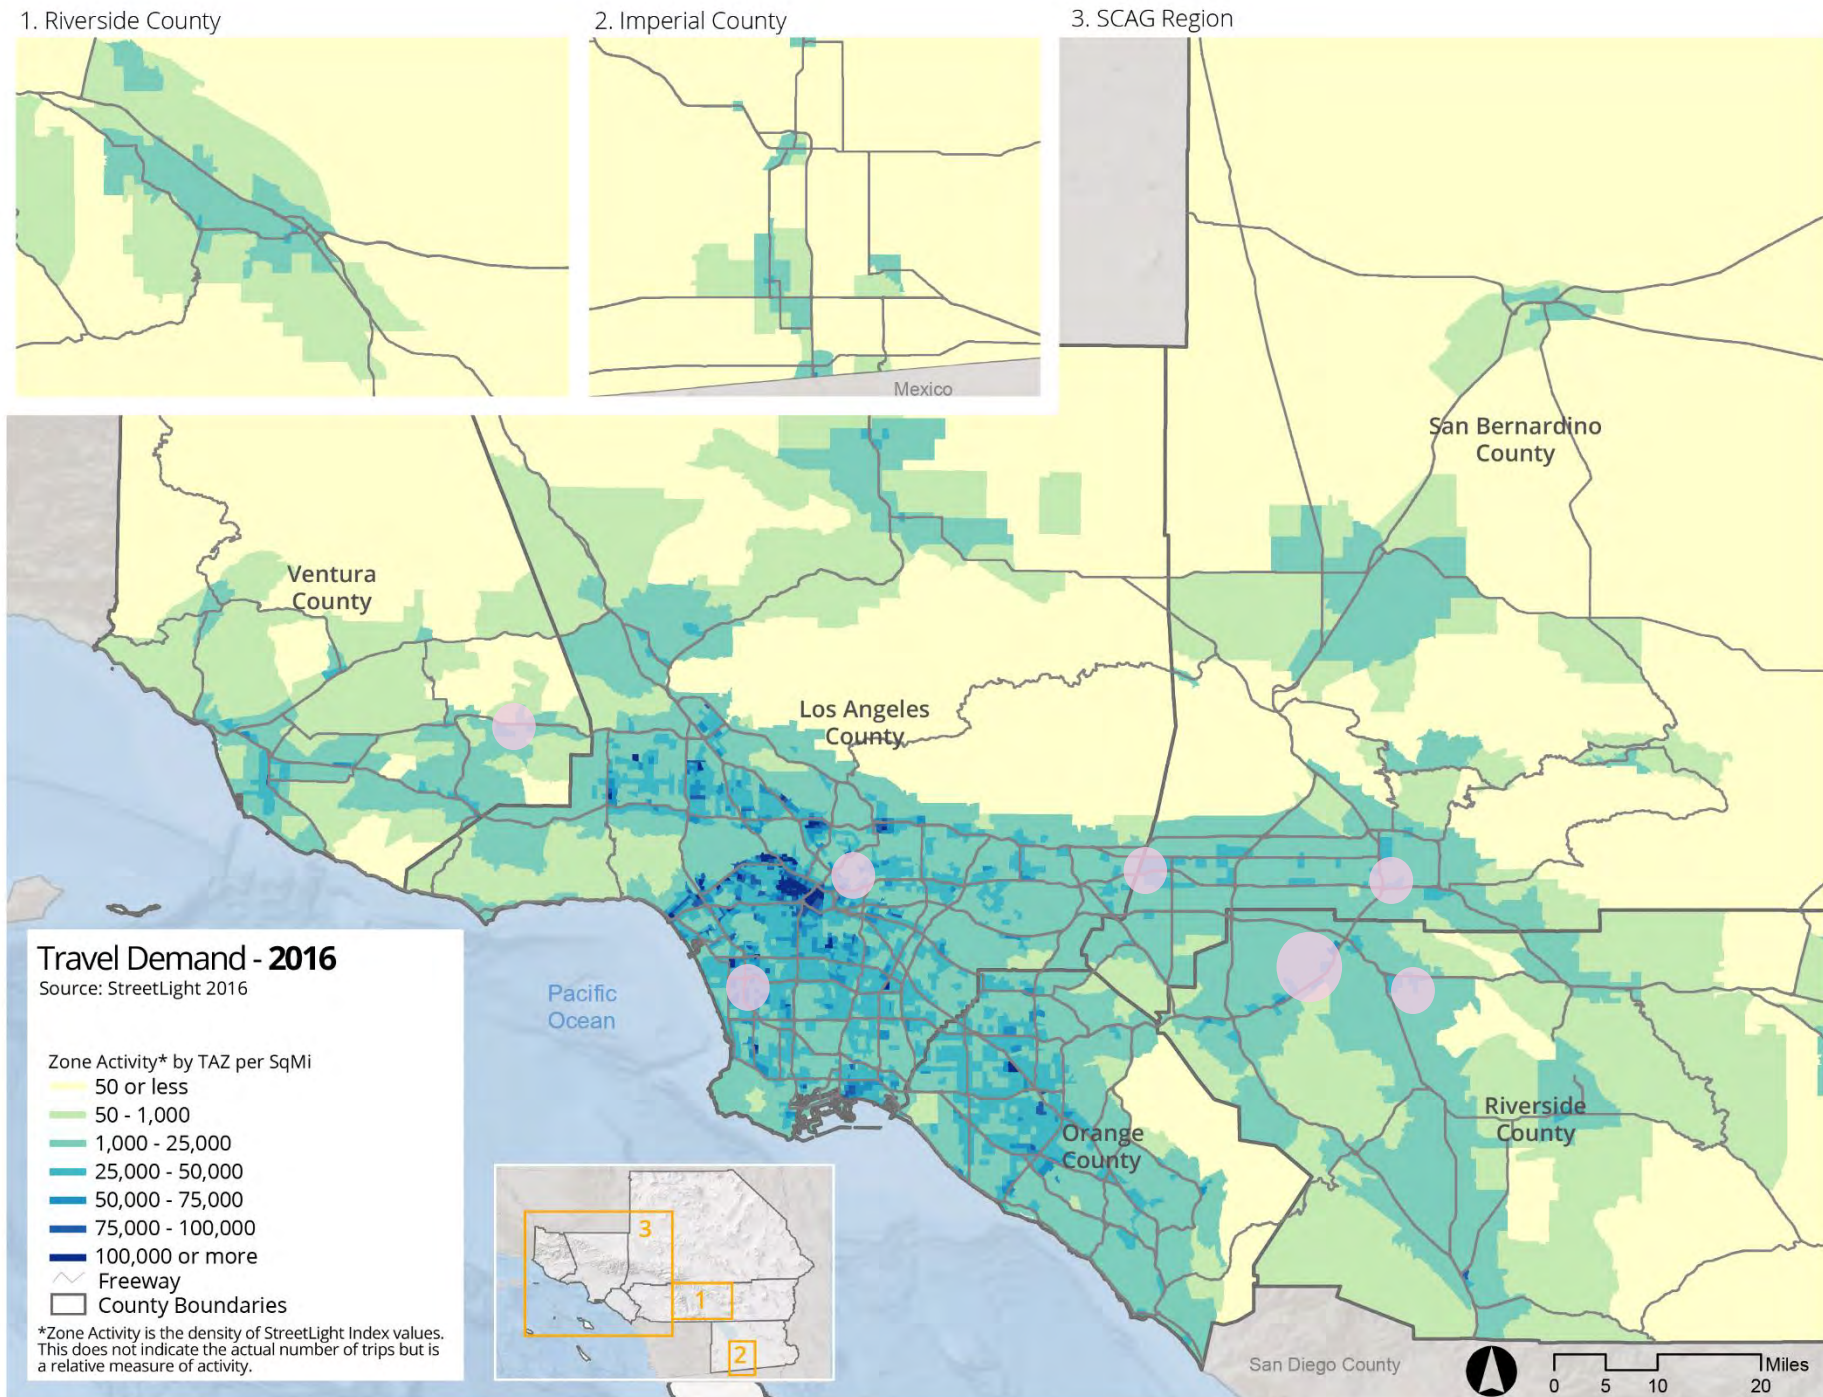 1. Riverside County
2. Imperial County
3. SCAG Region
Mexico
San Bernardino
County
Ventura
County
Los Angeles
County
Travel Demand - 2016
Source: StreetLight 2016
Pacific
Ocean
Zone Activity* by TAZ per SqMi
50 or less
50 - 1,000
1,000 - 25,000
25,000 - 50,000
50,000 - 75,000
75,000 - 100,000
100,000 or more
Freeway
County Boundaries
*Zone Activity is the density of StreetLight Index values.
This does not indicate the actual number of trips but is
a relative measure of activity.
3
1
2
Orange
County
Riverside
County
San Diego County
Miles
0 5 10 20